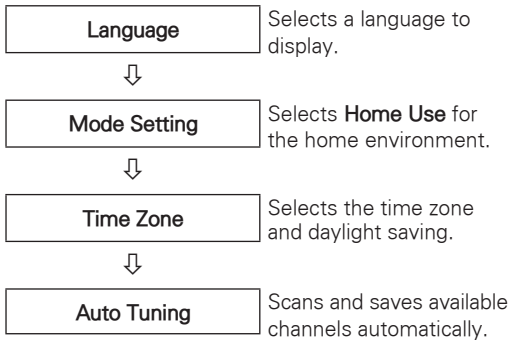 Language
Selects a language to
display.
Mode Setting
Selects Home Use for
the home environment.
Time Zone
Selects the time zone
and daylight saving.
Auto Tuning
Scans and saves available
channels automatically.